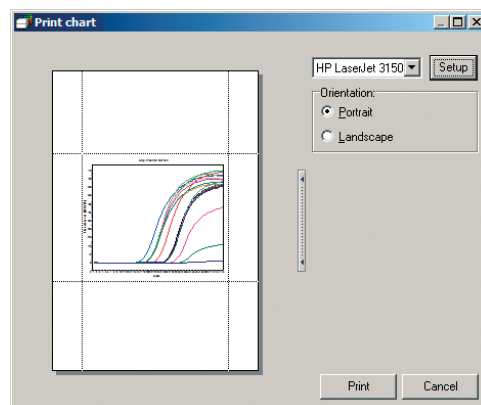 Print chart
HP LaserJet 3150
Setup
Orientation:
Portrait
Landscape
Print
Cancel